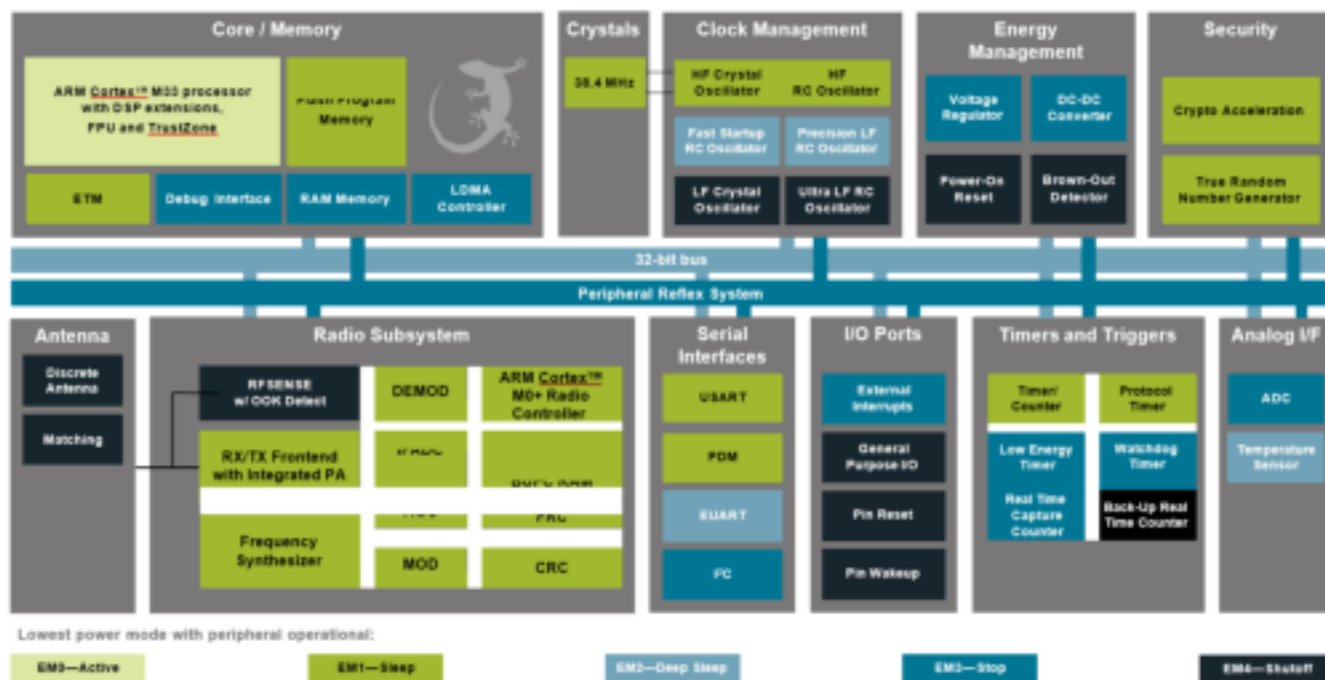 Core / Memory
Crystals
Clock Management
Energy
Management
Security
ARM Cortex™ M33 processor
with DSP extensions,
FPU and TrustZone
Flash Program
Memory
38.4 MHz
HF Crystal
Oscillator
HF
RC Oscillator
Voltage
Regulator
DC-DC
Converter
Crypto Acceleration
Fast Startup
RC Oscillator
Precision LF
RC Oscillator
ETM
Debug Interface
RAM Memory
LDMA
Controller
LF Crystal
Oscillator
Ultra LF RC
Oscillator
Power-On
Reset
Brown-Out
Detector
True Random
Number Generator
32-bit bus
Peripheral Reflex System
Antenna
Radio Subsystem
Serial
Interfaces
I/O Ports
Timers and Triggers
Analog I/F
Discrete
Antenna
Matching
RFSENSE
w/ OOK Detect
DEMOD
ARM Cortex™
M0+ Radio
Controller
RX/TX Frontend
with Integrated PA
Frequency
Synthesizer
MOD
CRC
USART
PDM
EUART
I²C
External
Interrupts
General
Purpose I/O
Pin Reset
Pin Wakeup
Timer/
Counter
Protocol
Timer
Low Energy
Timer
Watchdog
Timer
Real Time
Capture
Counter
Back-Up Real
Time Counter
ADC
Temperature
Sensor
Lowest power mode with peripheral operational:
EM0—Active
EM1—Sleep
EM2—Deep Sleep
EM3—Stop
EM4—Shutoff